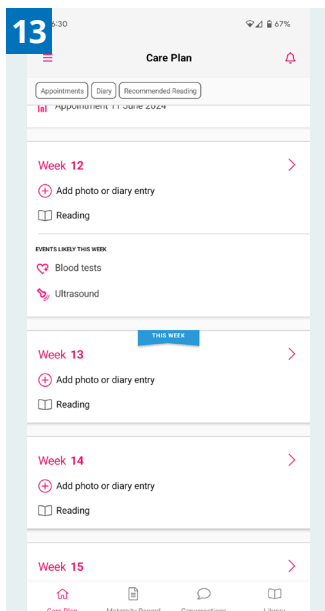 13
6:30
67%
Care Plan
Appointments Diary Recommended Reading
Appointment 11 June 2024
Week 12
Add photo or diary entry
Reading
EVENTS LIKELY THIS WEEK
Blood tests
Ultrasound
THIS WEEK
Week 13
Add photo or diary entry
Reading
Week 14
Add photo or diary entry
Reading
Week 15
Care Plan Maternity Record Conversations Library